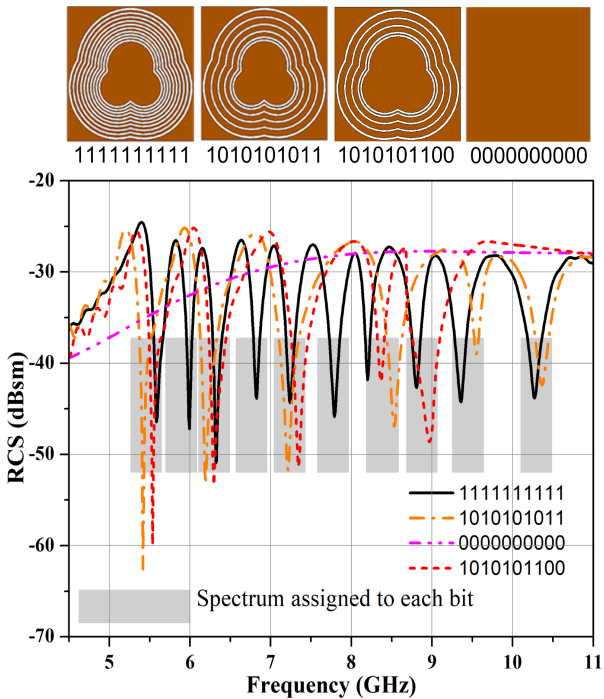 1111111111 1010101011 1010101100 0000000000
-20
-30
-40
-50
-60
-70
RCS (dBsm)
1111111111
1010101011
0000000000
1010101100
Spectrum assigned to each bit
5 6 7 8 9 10 11
Frequency (GHz)